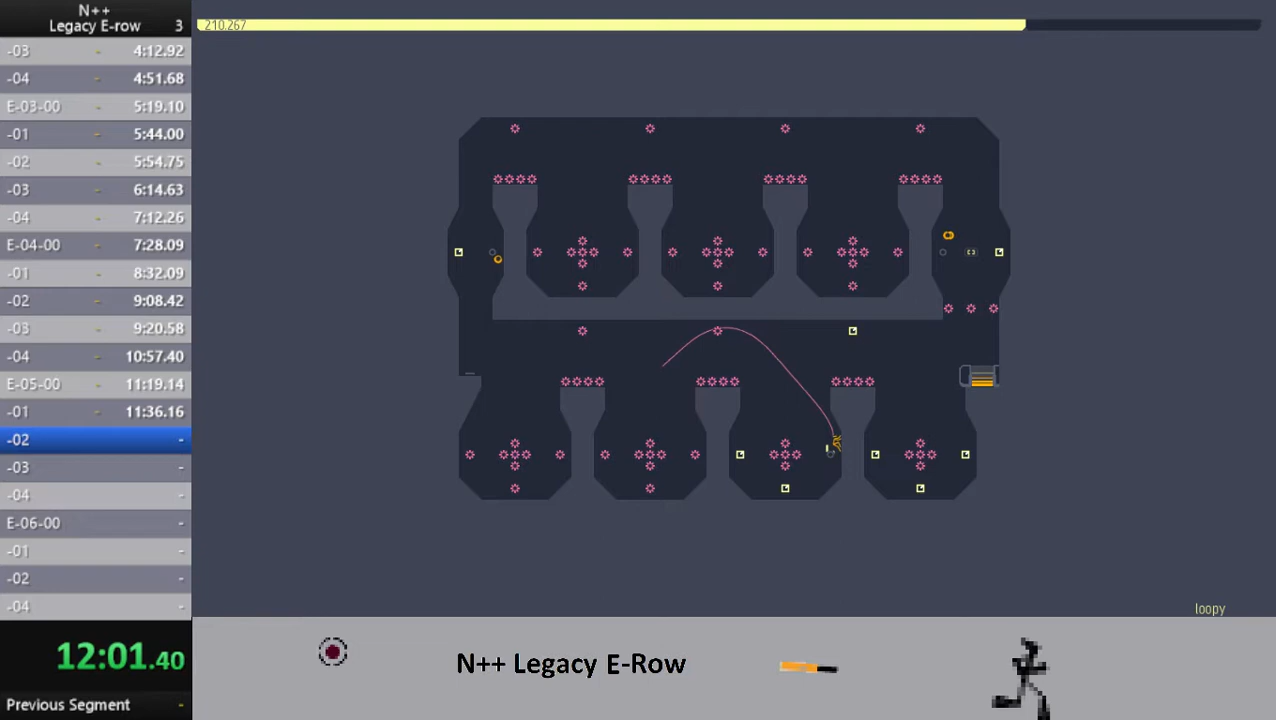 N++
Legacy E-row 3
-03 - 4:12.92
-04 - 4:51.68
E-03-00 - 5:19.10
-01 - 5:44.00
-02 - 5:54.75
-03 - 6:14.63
-04 - 7:12.26
E-04-00 - 7:28.09
-01 - 8:32.09
-02 - 9:08.42
-03 - 9:20.58
-04 - 10:57.40
E-05-00 - 11:19.14
-01 - 11:36.16
-02 -
-03 -
-04 -
E-06-00 -
-01 -
-02 -
-04 -
12:01.40
Previous Segment -
210.267
loopy
N++ Legacy E-Row